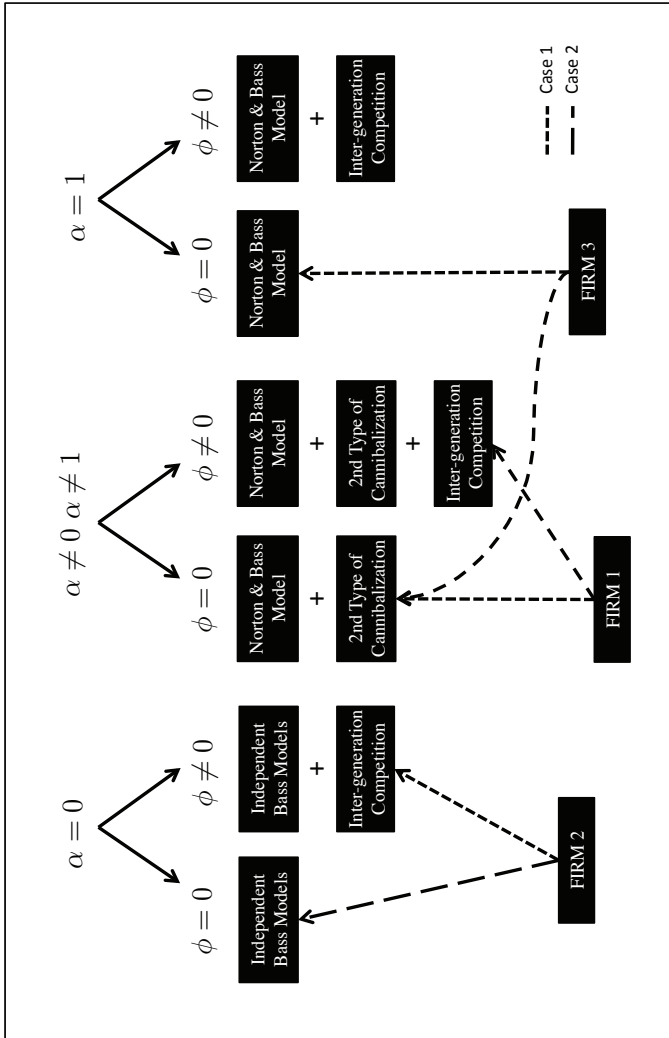 α = 0
α ≠ 0 α ≠ 1
α = 1
ϕ = 0
ϕ ≠ 0
ϕ = 0
ϕ ≠ 0
ϕ = 0
ϕ ≠ 0
Independent
Bass Models
Independent
Bass Models
+
Inter-generation
Competition
Norton & Bass
Model
+
2nd Type of
Cannibalization
Norton & Bass
Model
+
2nd Type of
Cannibalization
+
Inter-generation
Competition
Norton & Bass
Model
Norton & Bass
Model
+
Inter-generation
Competition
FIRM 2
FIRM 1
FIRM 3
Case 1
Case 2